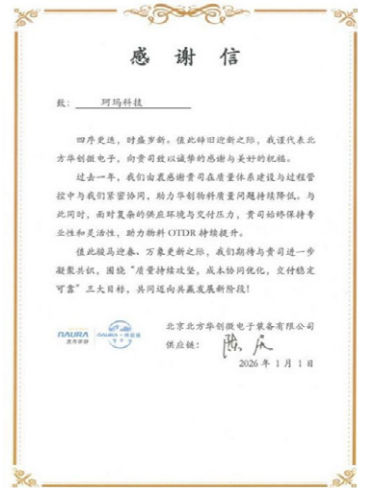 感谢信
致：珂玛科技
四序更迭，时盛岁新。值此辞旧迎新之际，我谨代表北
方华创微电子，向贵司致以诚挚的感谢与美好的祝福。
过去一年，我们由衷感谢贵司在质量体系建设与过程管
控中与我们紧密协同，助力华创物料质量问题持续降低。与
此同时，面对复杂的供应环境与交付压力，贵司始终保持专
业性和灵活性，助力物料OTDR持续提升。
值此骏马迎春、万象更新之际，我们期待与贵司进一步
凝聚共识，围绕“质量持续攻坚，成本协同优化，交付稳定
可靠”三大目标，共同迈向共赢发展新阶段！
NAURA
北方华创
NAURA
北京北方华创微电子装备有限公司
供应链：
2026年1月1日